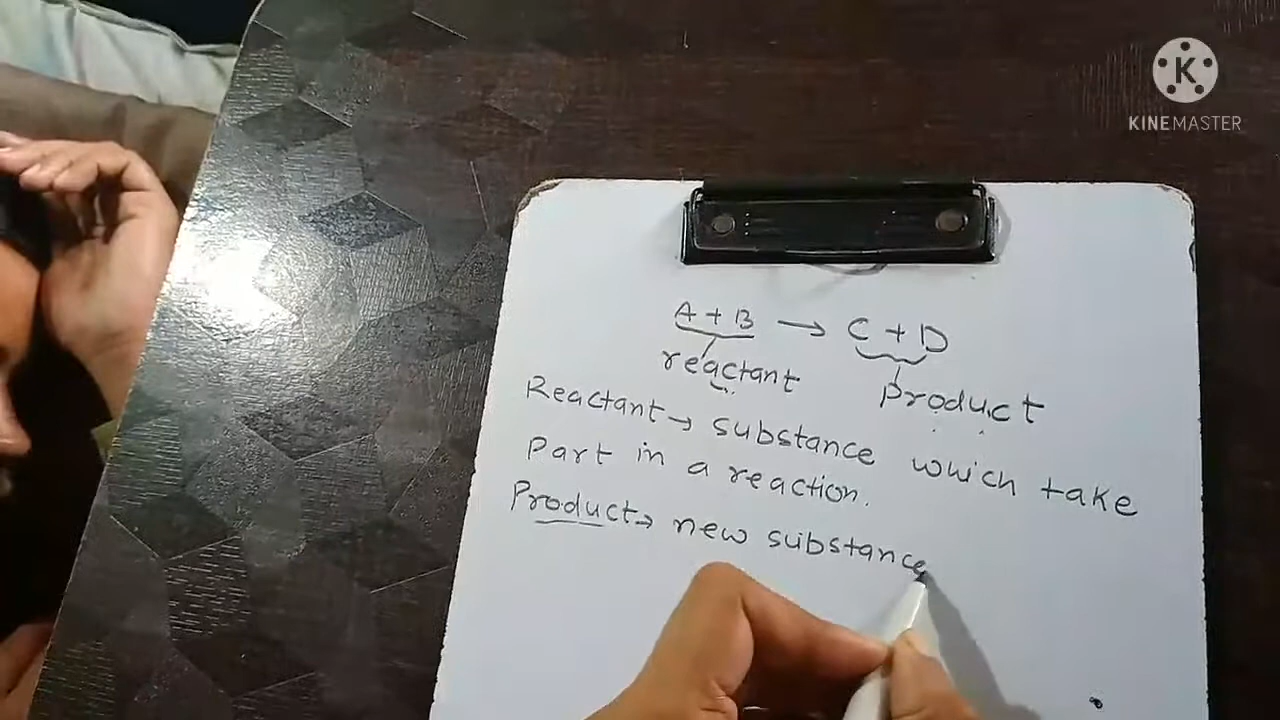 KINEMASTER
A + B → C + D
reactant product
Reactant → substance which take
Part in a reaction.
Product → new substance